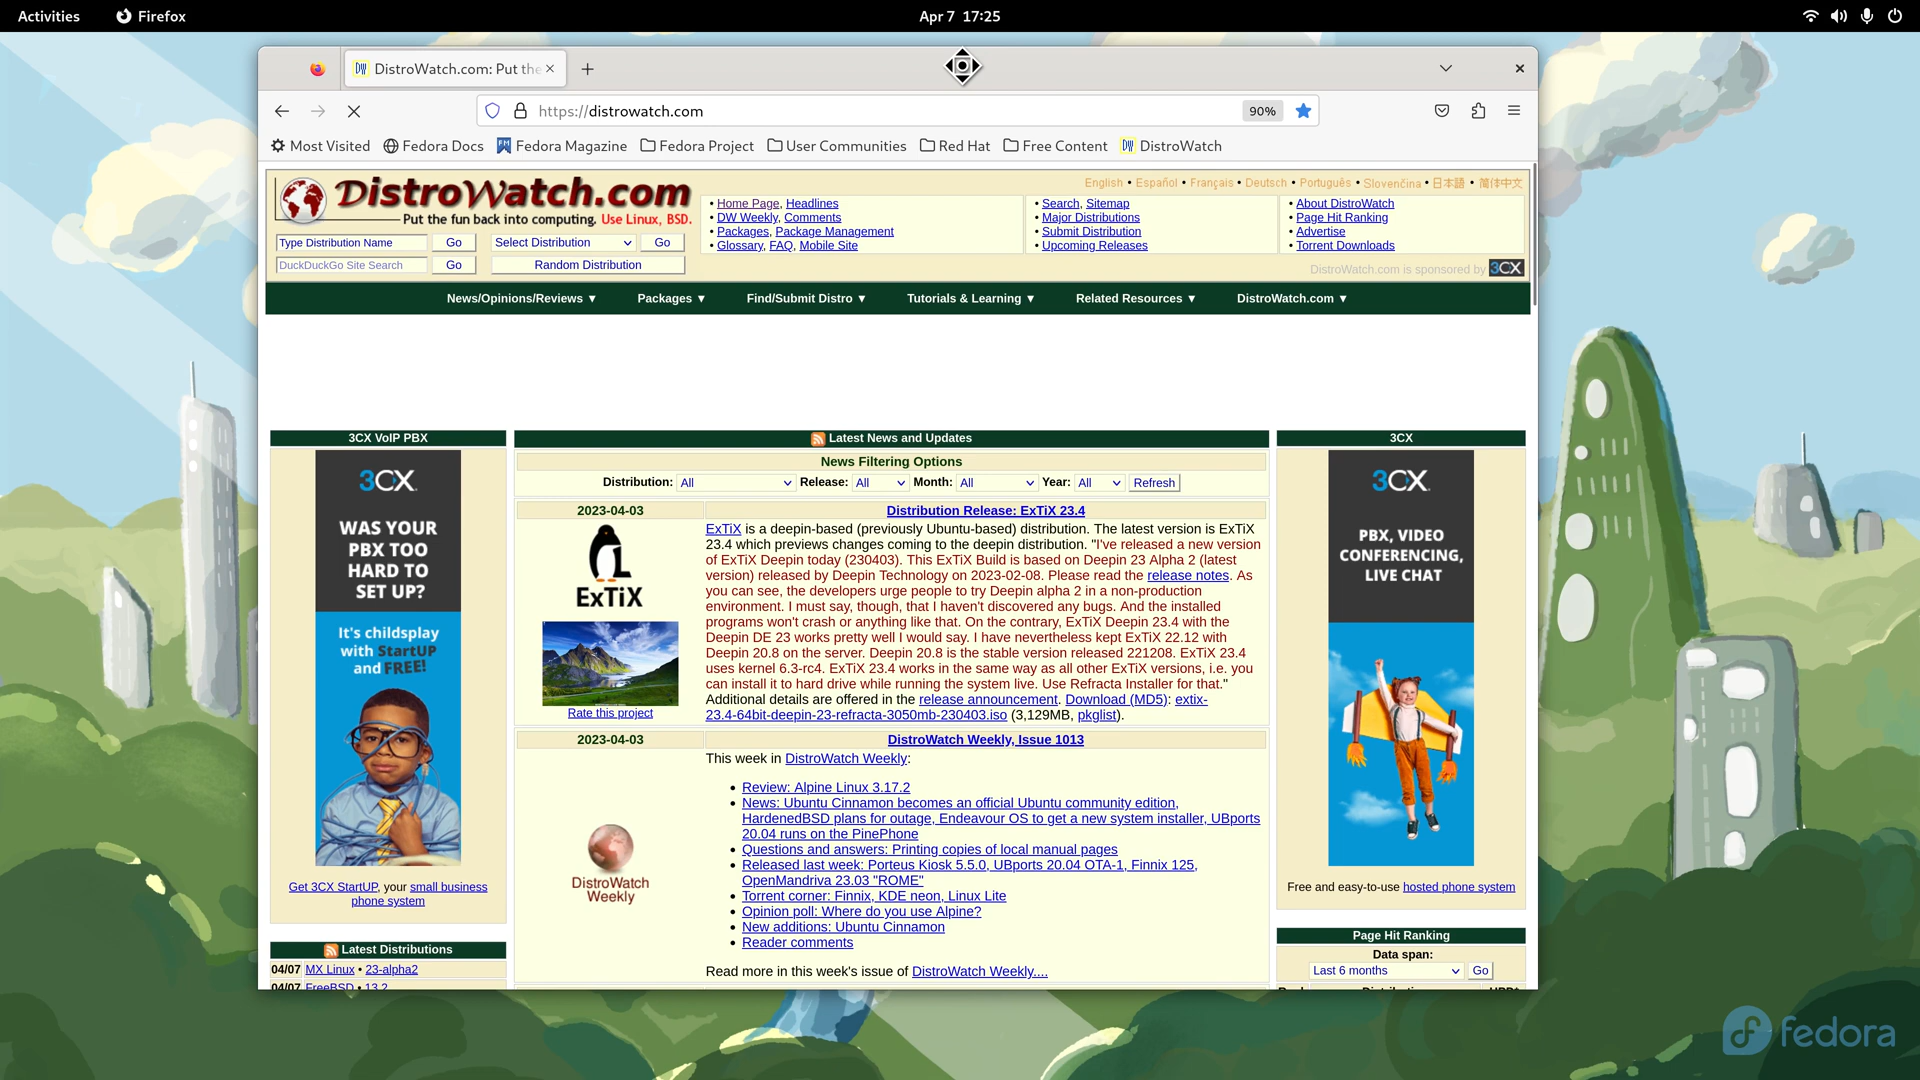 Activities Firefox Apr 7 17:25
DistroWatch.com: Put the
https://distrowatch.com 90%
Most Visited Fedora Docs Fedora Magazine Fedora Project User Communities Red Hat Free Content DistroWatch
DistroWatch.com
Put the fun back into computing. Use Linux, BSD.
English • Español • Français • Deutsch • Português • Slovenčina • 日本語 • 简体中文
• Home Page, Headlines
• DW Weekly, Comments
• Packages, Package Management
• Glossary, FAQ, Mobile Site
• Search, Sitemap
• Major Distributions
• Submit Distribution
• Upcoming Releases
• About DistroWatch
• Page Hit Ranking
• Advertise
• Torrent Downloads
Type Distribution Name Go Select Distribution Go
DuckDuckGo Site Search Go Random Distribution
DistroWatch.com is sponsored by 3CX
News/Opinions/Reviews ▼ Packages ▼ Find/Submit Distro ▼ Tutorials & Learning ▼ Related Resources ▼ DistroWatch.com ▼
3CX VoIP PBX
3CX
WAS YOUR
PBX TOO
HARD TO
SET UP?
It's childsplay
with StartUP
and FREE!
Get 3CX StartUP, your small business
phone system
Latest Distributions
04/07 MX Linux • 23-alpha2
04/07 FreeBSD • 13.2
Latest News and Updates
News Filtering Options
Distribution: All Release: All Month: All Year: All Refresh
2023-04-03 Distribution Release: ExTiX 23.4
ExTiX
Rate this project
ExTiX is a deepin-based (previously Ubuntu-based) distribution. The latest version is ExTiX
23.4 which previews changes coming to the deepin distribution. "I've released a new version
of ExTiX Deepin today (230403). This ExTiX Build is based on Deepin 23 Alpha 2 (latest
version) released by Deepin Technology on 2023-02-08. Please read the release notes. As
you can see, the developers urge people to try Deepin alpha 2 in a non-production
environment. I must say, though, that I haven't discovered any bugs. And the installed
programs won't crash or anything like that. On the contrary, ExTiX Deepin 23.4 with the
Deepin DE 23 works pretty well I would say. I have nevertheless kept ExTiX 22.12 with
Deepin 20.8 on the server. Deepin 20.8 is the stable version released 221208. ExTiX 23.4
uses kernel 6.3-rc4. ExTiX 23.4 works in the same way as all other ExTiX versions, i.e. you
can install it to hard drive while running the system live. Use Refracta Installer for that."
Additional details are offered in the release announcement. Download (MD5): extix-
23.4-64bit-deepin-23-refracta-3050mb-230403.iso (3,129MB, pkglist).
2023-04-03 DistroWatch Weekly, Issue 1013
DistroWatch
Weekly
This week in DistroWatch Weekly:
• Review: Alpine Linux 3.17.2
• News: Ubuntu Cinnamon becomes an official Ubuntu community edition,
HardenedBSD plans for outage, Endeavour OS to get a new system installer, UBports
20.04 runs on the PinePhone
• Questions and answers: Printing copies of local manual pages
• Released last week: Porteus Kiosk 5.5.0, UBports 20.04 OTA-1, Finnix 125,
OpenMandriva 23.03 "ROME"
• Torrent corner: Finnix, KDE neon, Linux Lite
• Opinion poll: Where do you use Alpine?
• New additions: Ubuntu Cinnamon
• Reader comments
Read more in this week's issue of DistroWatch Weekly....
3CX
3CX
PBX, VIDEO
CONFERENCING,
LIVE CHAT
Free and easy-to-use hosted phone system
Page Hit Ranking
Data span:
Last 6 months Go
fedora